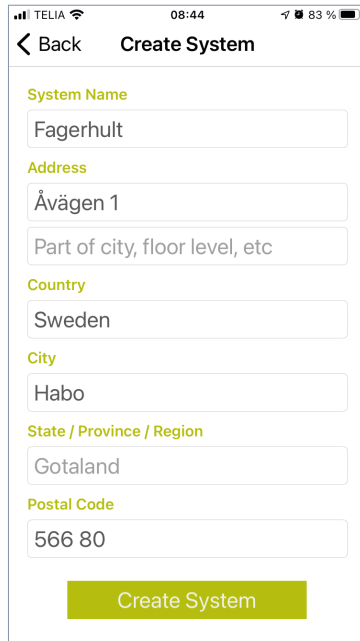 TELIA 08:44 83 %
Back Create System
System Name
Fagerhult
Address
Åvägen 1
Part of city, floor level, etc
Country
Sweden
City
Habo
State / Province / Region
Gotaland
Postal Code
566 80
Create System